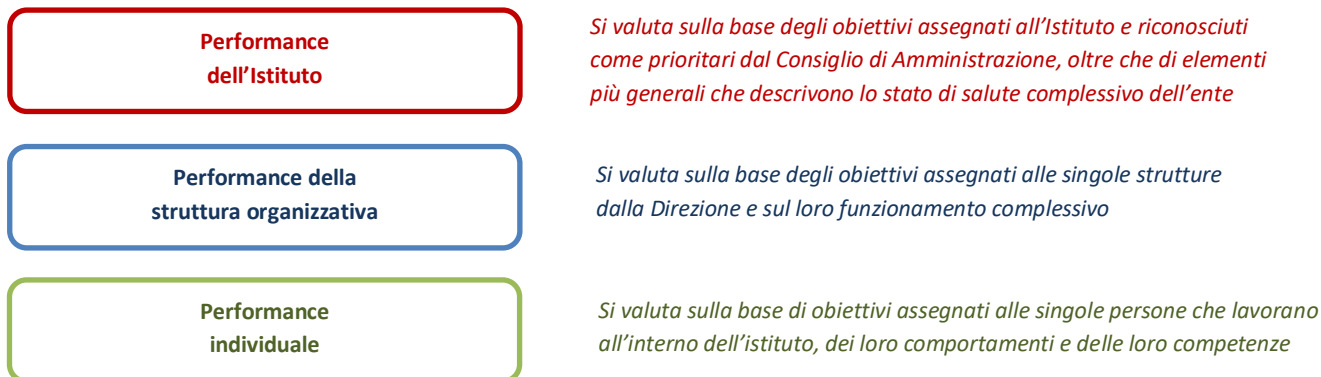 Performance
dell’Istituto
Si valuta sulla base degli obiettivi assegnati all’Istituto e riconosciuti
come prioritari dal Consiglio di Amministrazione, oltre che di elementi
più generali che descrivono lo stato di salute complessivo dell’ente
Performance della
struttura organizzativa
Si valuta sulla base degli obiettivi assegnati alle singole strutture
dalla Direzione e sul loro funzionamento complessivo
Performance
individuale
Si valuta sulla base di obiettivi assegnati alle singole persone che lavorano
all’interno dell’istituto, dei loro comportamenti e delle loro competenze